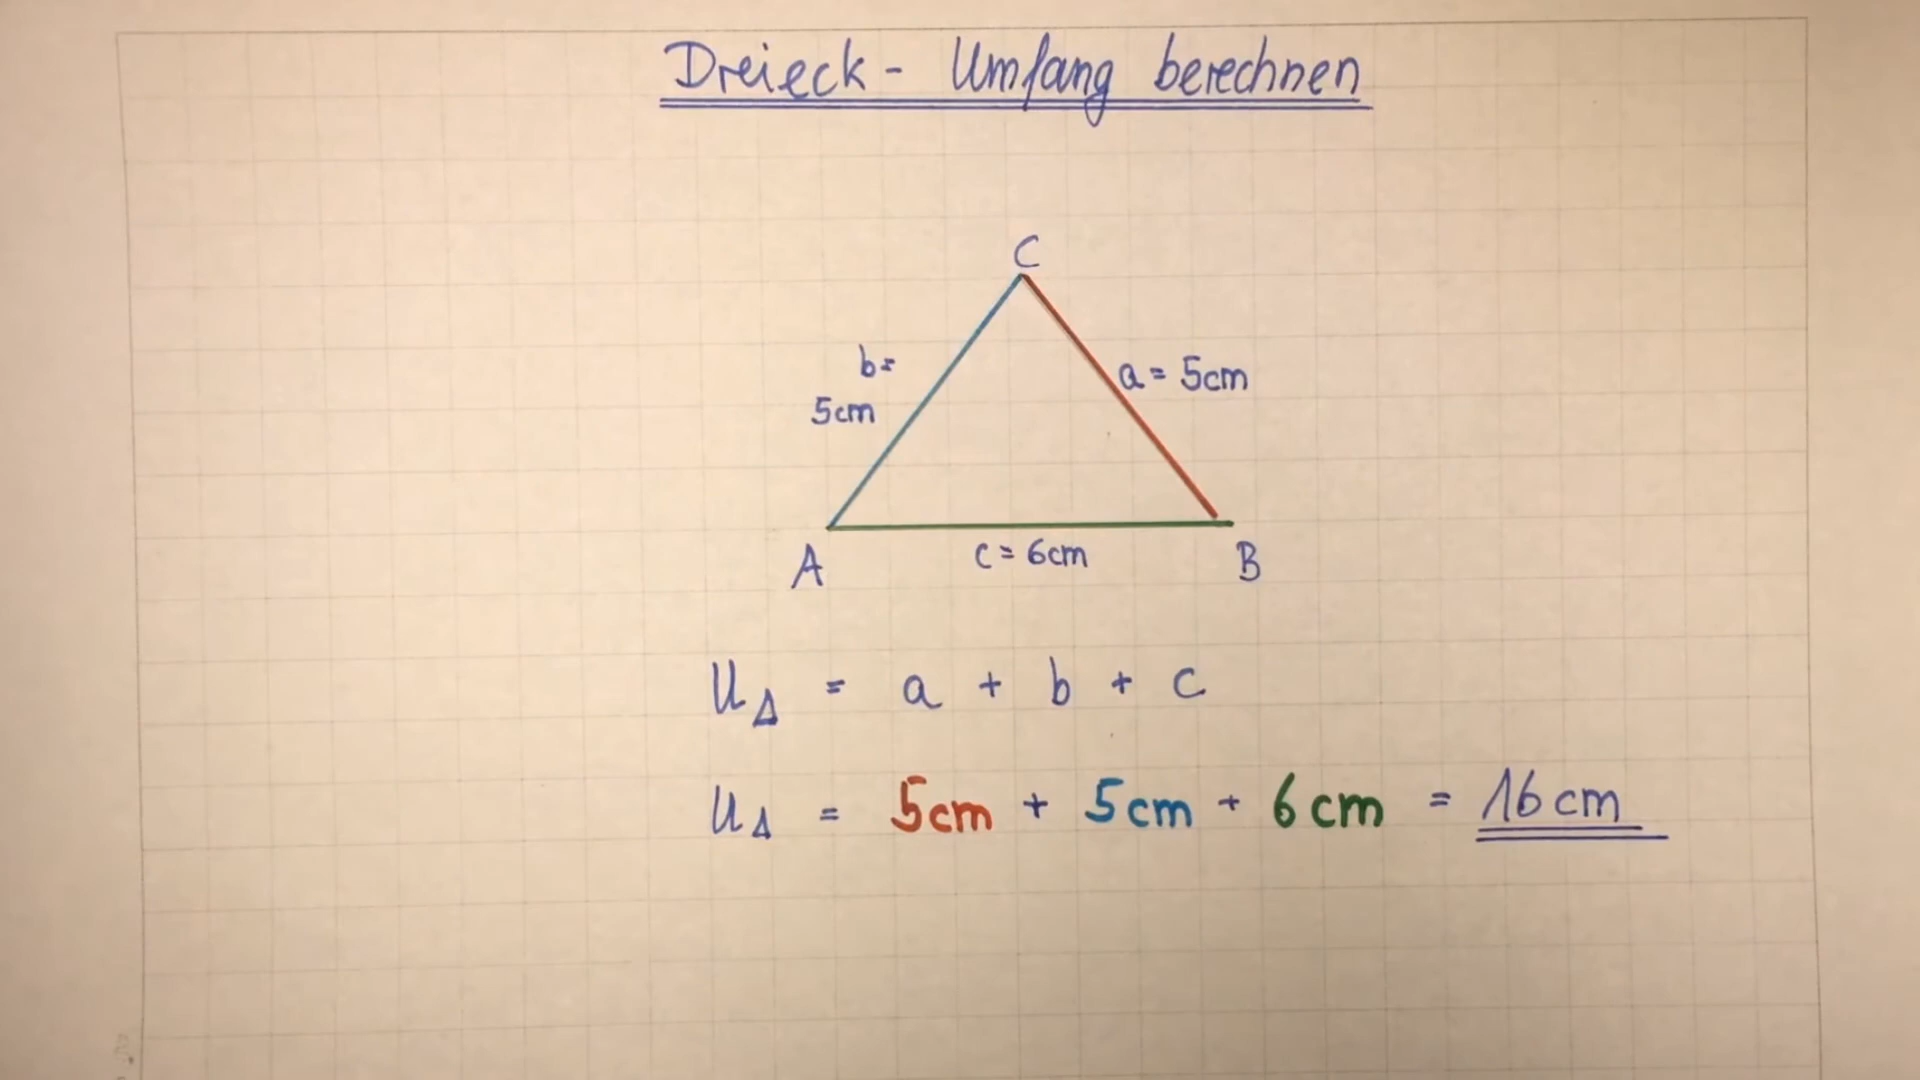 Dreieck - Umfang berechnen
C
b=
5cm
a = 5cm
A
c = 6cm
B
U△ = a + b + c
U△ = 5cm + 5cm + 6cm = 16cm